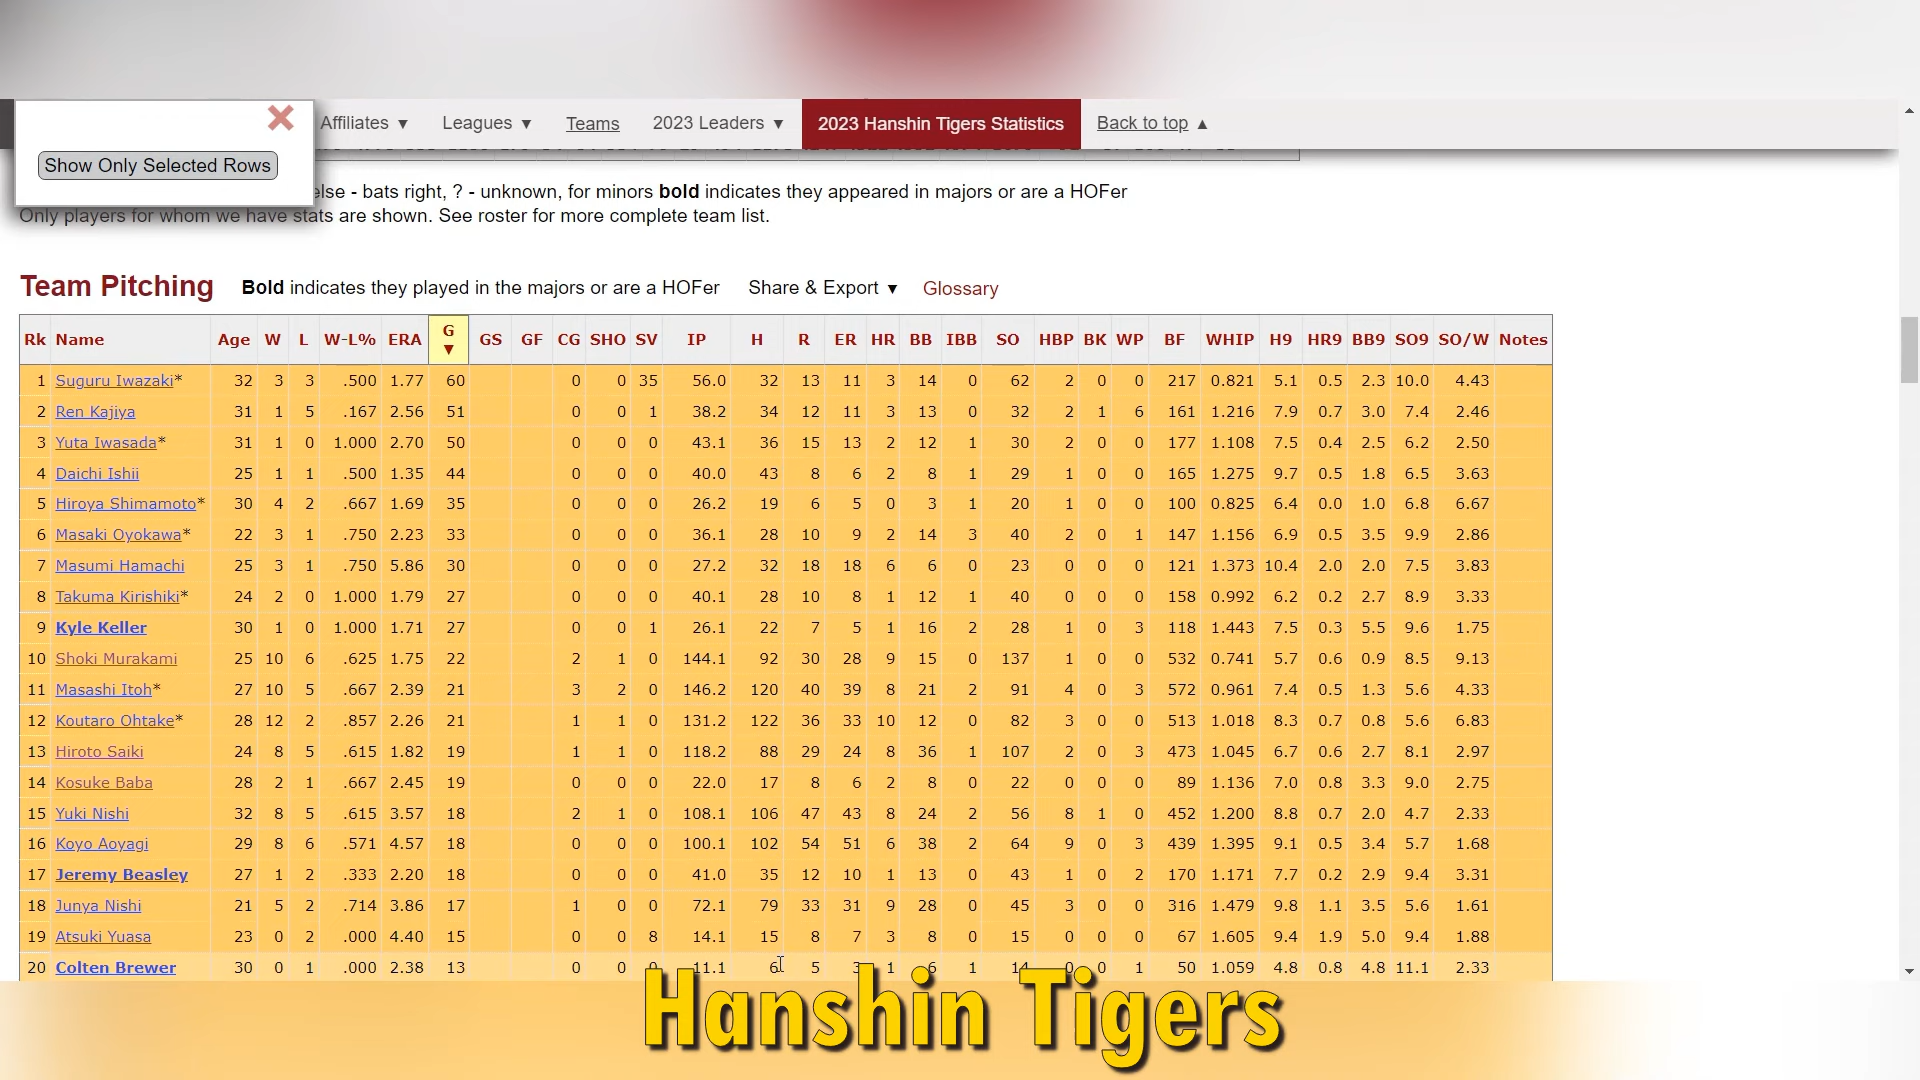 Affiliates ▼ Leagues ▼ Teams 2023 Leaders ▼ 2023 Hanshin Tigers Statistics Back to top ▲
Show Only Selected Rows
else - bats right, ? - unknown, for minors bold indicates they appeared in majors or are a HOFer
Only players for whom we have stats are shown. See roster for more complete team list.
Team Pitching Bold indicates they played in the majors or are a HOFer Share & Export ▼ Glossary
Rk Name Age W L W-L% ERA G ▼ GS GF CG SHO SV IP H R ER HR BB IBB SO HBP BK WP BF WHIP H9 HR9 BB9 SO9 SO/W Notes
1 Suguru Iwazaki* 32 3 3 .500 1.77 60 0 0 35 56.0 32 13 11 3 14 0 62 2 0 0 217 0.821 5.1 0.5 2.3 10.0 4.43
2 Ren Kajiya 31 1 5 .167 2.56 51 0 0 1 38.2 34 12 11 3 13 0 32 2 1 6 161 1.216 7.9 0.7 3.0 7.4 2.46
3 Yuta Iwasada* 31 1 0 1.000 2.70 50 0 0 0 43.1 36 15 13 2 12 1 30 2 0 0 177 1.108 7.5 0.4 2.5 6.2 2.50
4 Daichi Ishii 25 1 1 .500 1.35 44 0 0 0 40.0 43 8 6 2 8 1 29 1 0 0 165 1.275 9.7 0.5 1.8 6.5 3.63
5 Hiroya Shimamoto* 30 4 2 .667 1.69 35 0 0 0 26.2 19 6 5 0 3 1 20 1 0 0 100 0.825 6.4 0.0 1.0 6.8 6.67
6 Masaki Oyokawa* 22 3 1 .750 2.23 33 0 0 0 36.1 28 10 9 2 14 3 40 2 0 1 147 1.156 6.9 0.5 3.5 9.9 2.86
7 Masumi Hamachi 25 3 1 .750 5.86 30 0 0 0 27.2 32 18 18 6 6 0 23 0 0 0 121 1.373 10.4 2.0 2.0 7.5 3.83
8 Takuma Kirishiki* 24 2 0 1.000 1.79 27 0 0 0 40.1 28 10 8 1 12 1 40 0 0 0 158 0.992 6.2 0.2 2.7 8.9 3.33
9 Kyle Keller 30 1 0 1.000 1.71 27 0 0 1 26.1 22 7 5 1 16 2 28 1 0 3 118 1.443 7.5 0.3 5.5 9.6 1.75
10 Shoki Murakami 25 10 6 .625 1.75 22 2 1 0 144.1 92 30 28 9 15 0 137 1 0 0 532 0.741 5.7 0.6 0.9 8.5 9.13
11 Masashi Itoh* 27 10 5 .667 2.39 21 3 2 0 146.2 120 40 39 8 21 2 91 4 0 3 572 0.961 7.4 0.5 1.3 5.6 4.33
12 Koutaro Ohtake* 28 12 2 .857 2.26 21 1 1 0 131.2 122 36 33 10 12 0 82 3 0 0 513 1.018 8.3 0.7 0.8 5.6 6.83
13 Hiroto Saiki 24 8 5 .615 1.82 19 1 1 0 118.2 88 29 24 8 36 1 107 2 0 3 473 1.045 6.7 0.6 2.7 8.1 2.97
14 Kosuke Baba 28 2 1 .667 2.45 19 0 0 0 22.0 17 8 6 2 8 0 22 0 0 0 89 1.136 7.0 0.8 3.3 9.0 2.75
15 Yuki Nishi 32 8 5 .615 3.57 18 2 1 0 108.1 106 47 43 8 24 2 56 8 1 0 452 1.200 8.8 0.7 2.0 4.7 2.33
16 Koyo Aoyagi 29 8 6 .571 4.57 18 0 0 0 100.1 102 54 51 6 38 2 64 9 0 3 439 1.395 9.1 0.5 3.4 5.7 1.68
17 Jeremy Beasley 27 1 2 .333 2.20 18 0 0 0 41.0 35 12 10 1 13 0 43 1 0 2 170 1.171 7.7 0.2 2.9 9.4 3.31
18 Junya Nishi 21 5 2 .714 3.86 17 1 0 0 72.1 79 33 31 9 28 0 45 3 0 0 316 1.479 9.8 1.1 3.5 5.6 1.61
19 Atsuki Yuasa 23 0 2 .000 4.40 15 0 0 8 14.1 15 8 7 3 8 0 15 0 0 0 67 1.605 9.4 1.9 5.0 9.4 1.88
20 Colten Brewer 30 0 1 .000 2.38 13 0 0 0 11.1 6 5 3 1 6 1 14 0 0 1 50 1.059 4.8 0.8 4.8 11.1 2.33
Hanshin Tigers